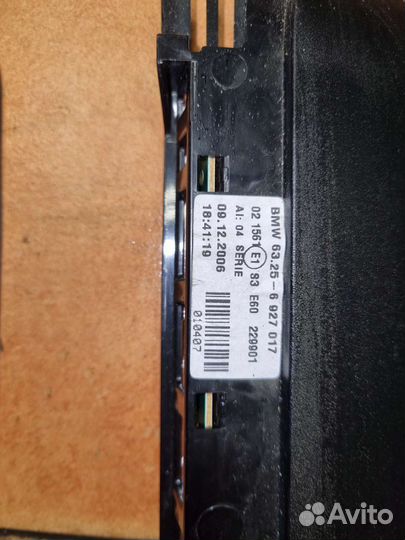 BMW 63.25-6 927 017
02 1561 E1 83 E60 229901
AI: 04 SERIE
09.12.2006
18:41:19
010407
Avito